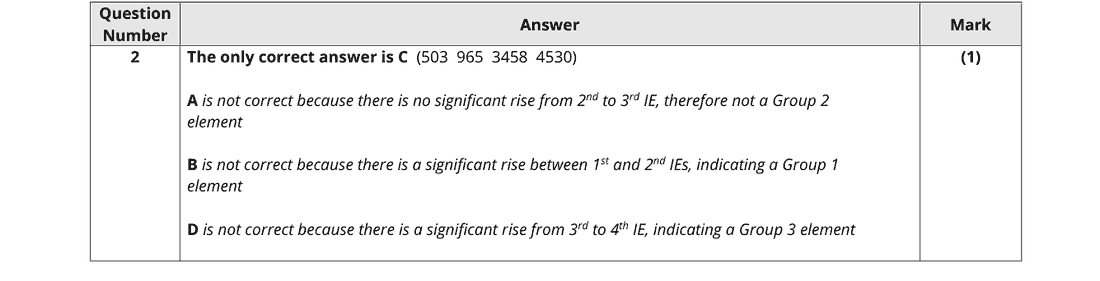 Question Number Answer Mark
2 The only correct answer is C (503 965 3458 4530) (1)
A is not correct because there is no significant rise from 2nd to 3rd IE, therefore not a Group 2
element
B is not correct because there is a significant rise between 1st and 2nd IEs, indicating a Group 1
element
D is not correct because there is a significant rise from 3rd to 4th IE, indicating a Group 3 element